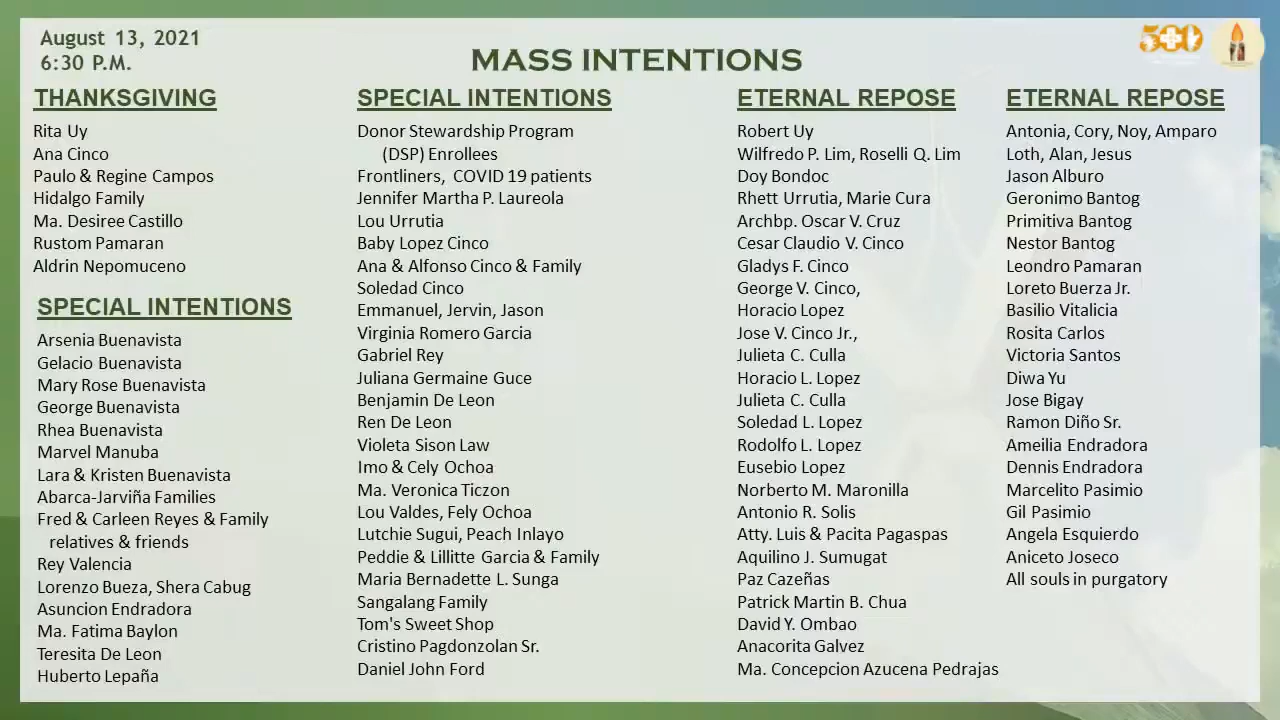 August 13, 2021
6:30 P.M.
MASS INTENTIONS
500
THANKSGIVING
Rita Uy
Ana Cinco
Paulo & Regine Campos
Hidalgo Family
Ma. Desiree Castillo
Rustom Pamaran
Aldrin Nepomuceno
SPECIAL INTENTIONS
Arsenia Buenavista
Gelacio Buenavista
Mary Rose Buenavista
George Buenavista
Rhea Buenavista
Marvel Manuba
Lara & Kristen Buenavista
Abarca-Jarviña Families
Fred & Carleen Reyes & Family
relatives & friends
Rey Valencia
Lorenzo Bueza, Shera Cabug
Asuncion Endradora
Ma. Fatima Baylon
Teresita De Leon
Huberto Lepaña
SPECIAL INTENTIONS
Donor Stewardship Program
(DSP) Enrollees
Frontliners, COVID 19 patients
Jennifer Martha P. Laureola
Lou Urrutia
Baby Lopez Cinco
Ana & Alfonso Cinco & Family
Soledad Cinco
Emmanuel, Jervin, Jason
Virginia Romero Garcia
Gabriel Rey
Juliana Germaine Guce
Benjamin De Leon
Ren De Leon
Violeta Sison Law
Imo & Cely Ochoa
Ma. Veronica Ticzon
Lou Valdes, Fely Ochoa
Lutchie Sugui, Peach Inlayo
Peddie & Lillitte Garcia & Family
Maria Bernadette L. Sunga
Sangalang Family
Tom's Sweet Shop
Cristino Pagdonzolan Sr.
Daniel John Ford
ETERNAL REPOSE
Robert Uy
Wilfredo P. Lim, Roselli Q. Lim
Doy Bondoc
Rhett Urrutia, Marie Cura
Archbp. Oscar V. Cruz
Cesar Claudio V. Cinco
Gladys F. Cinco
George V. Cinco,
Horacio Lopez
Jose V. Cinco Jr.,
Julieta C. Culla
Horacio L. Lopez
Julieta C. Culla
Soledad L. Lopez
Rodolfo L. Lopez
Eusebio Lopez
Norberto M. Maronilla
Antonio R. Solis
Atty. Luis & Pacita Pagaspas
Aquilino J. Sumugat
Paz Cazeñas
Patrick Martin B. Chua
David Y. Ombao
Anacorita Galvez
Ma. Concepcion Azucena Pedrajas
ETERNAL REPOSE
Antonia, Cory, Noy, Amparo
Loth, Alan, Jesus
Jason Alburo
Geronimo Bantog
Primitiva Bantog
Nestor Bantog
Leondro Pamaran
Loreto Buerza Jr.
Basilio Vitalicia
Rosita Carlos
Victoria Santos
Diwa Yu
Jose Bigay
Ramon Diño Sr.
Ameilia Endradora
Dennis Endradora
Marcelito Pasimio
Gil Pasimio
Angela Esquierdo
Aniceto Joseco
All souls in purgatory